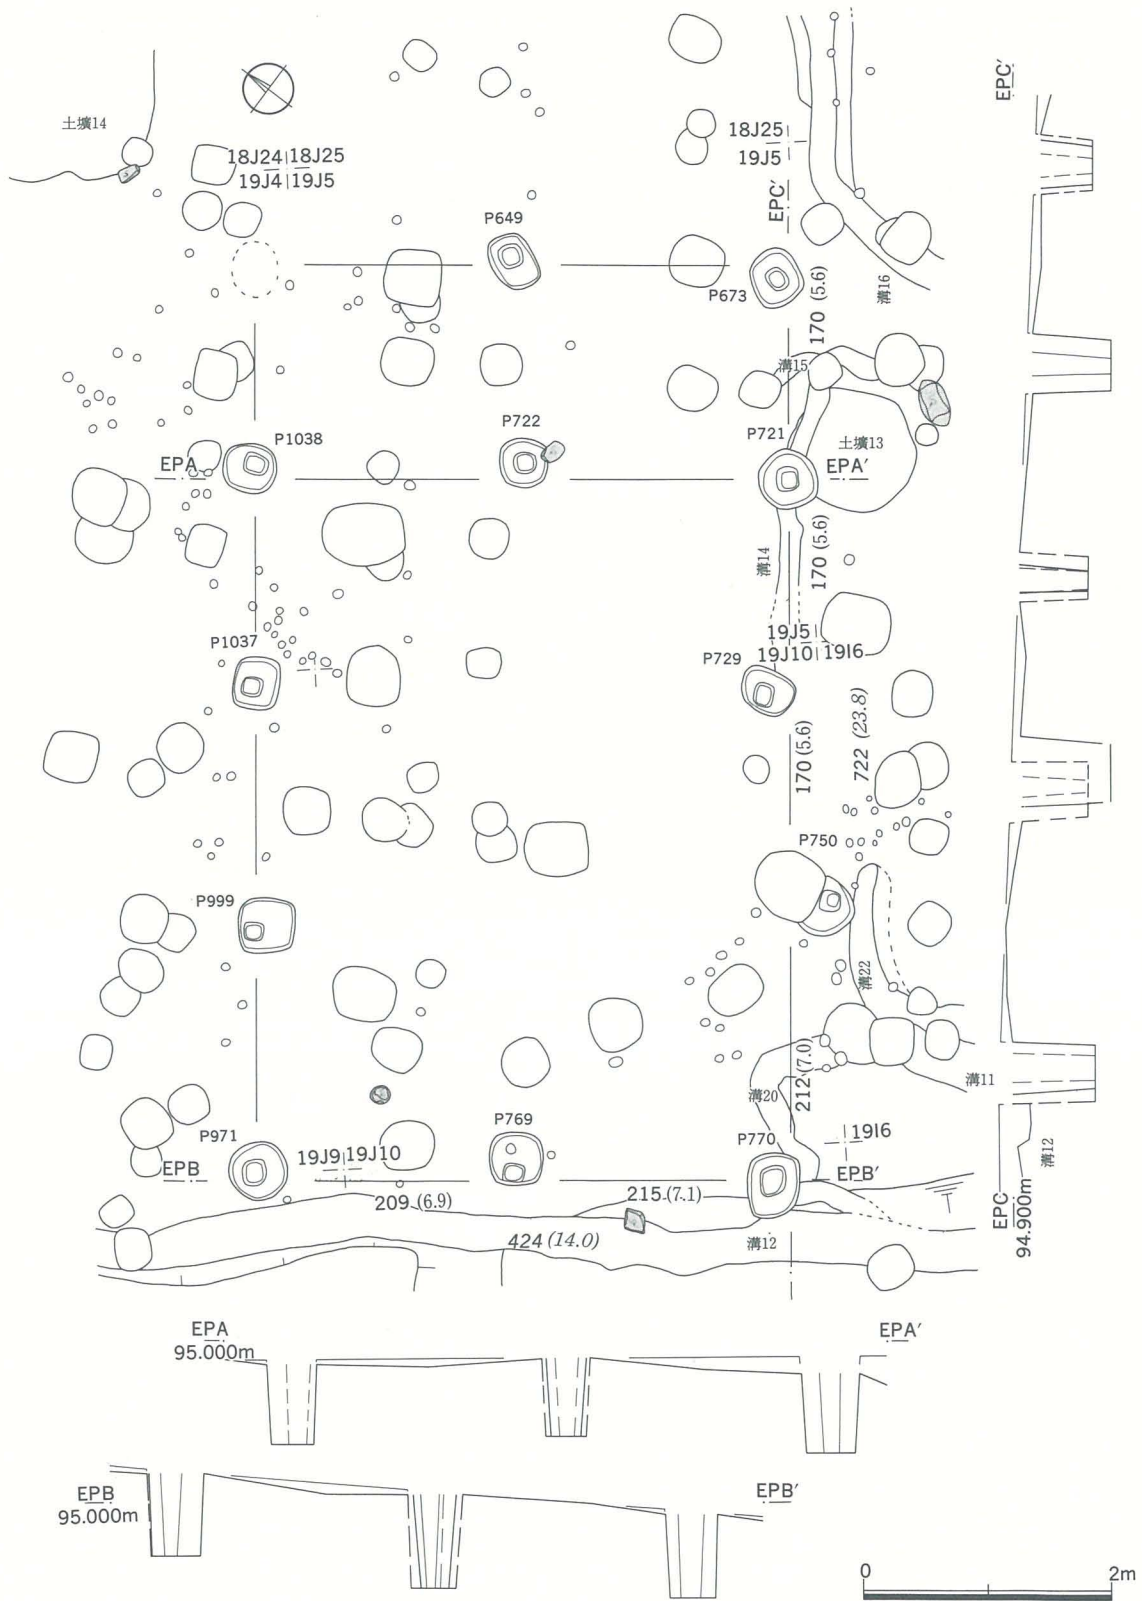 EPC′
土壙14
18J24 18J25
19J4 19J5
18J25
19J5
EPC′
P649
P673
170 (5.6)
溝16
溝15
P1038
P722
P721
土壙13
EPA
EPA′
170 (5.6)
溝14
P1037
19J5
19J10 19I6
P729
722 (23.8)
170 (5.6)
P750
P999
溝22
212 (7.0)
溝11
溝20
P971
P769
P770
19I6
19J9 19J10
EPB
EPB′
溝12
EPC
94.900m
209 (6.9)
215 (7.1)
424 (14.0)
溝12
EPA
95.000m
EPA′
EPB
95.000m
EPB′
0 2m